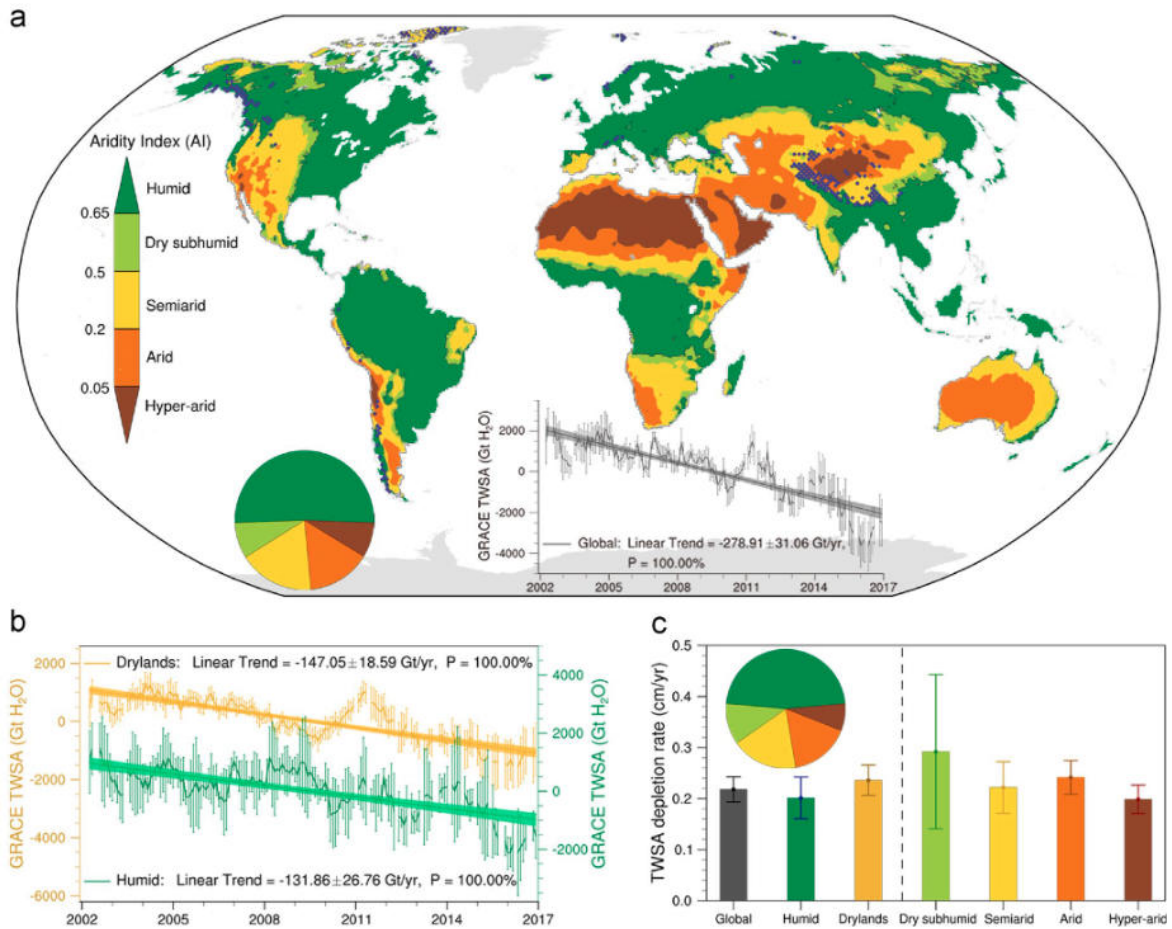 a
Aridity Index (AI)
Humid
0.65
Dry subhumid
0.5
Semiarid
0.2
Arid
0.05
Hyper-arid
GRACE TWSA (Gt H₂O)
2000
0
-2000
-4000
Global: Linear Trend = -278.91±31.06 Gt/yr,
P = 100.00%
2002 2005 2008 2011 2014 2017
b
GRACE TWSA (Gt H₂O)
2000
0
-2000
-4000
-6000
Drylands: Linear Trend = -147.05±18.59 Gt/yr, P = 100.00%
Humid: Linear Trend = -131.86±26.76 Gt/yr, P = 100.00%
4000
2000
0
-2000
GRACE TWSA (Gt H₂O)
2002 2005 2008 2011 2014 2017
c
TWSA depletion rate (cm/yr)
0.5
0.4
0.3
0.2
0.1
0.0
Global Humid Drylands Dry subhumid Semiarid Arid Hyper-arid